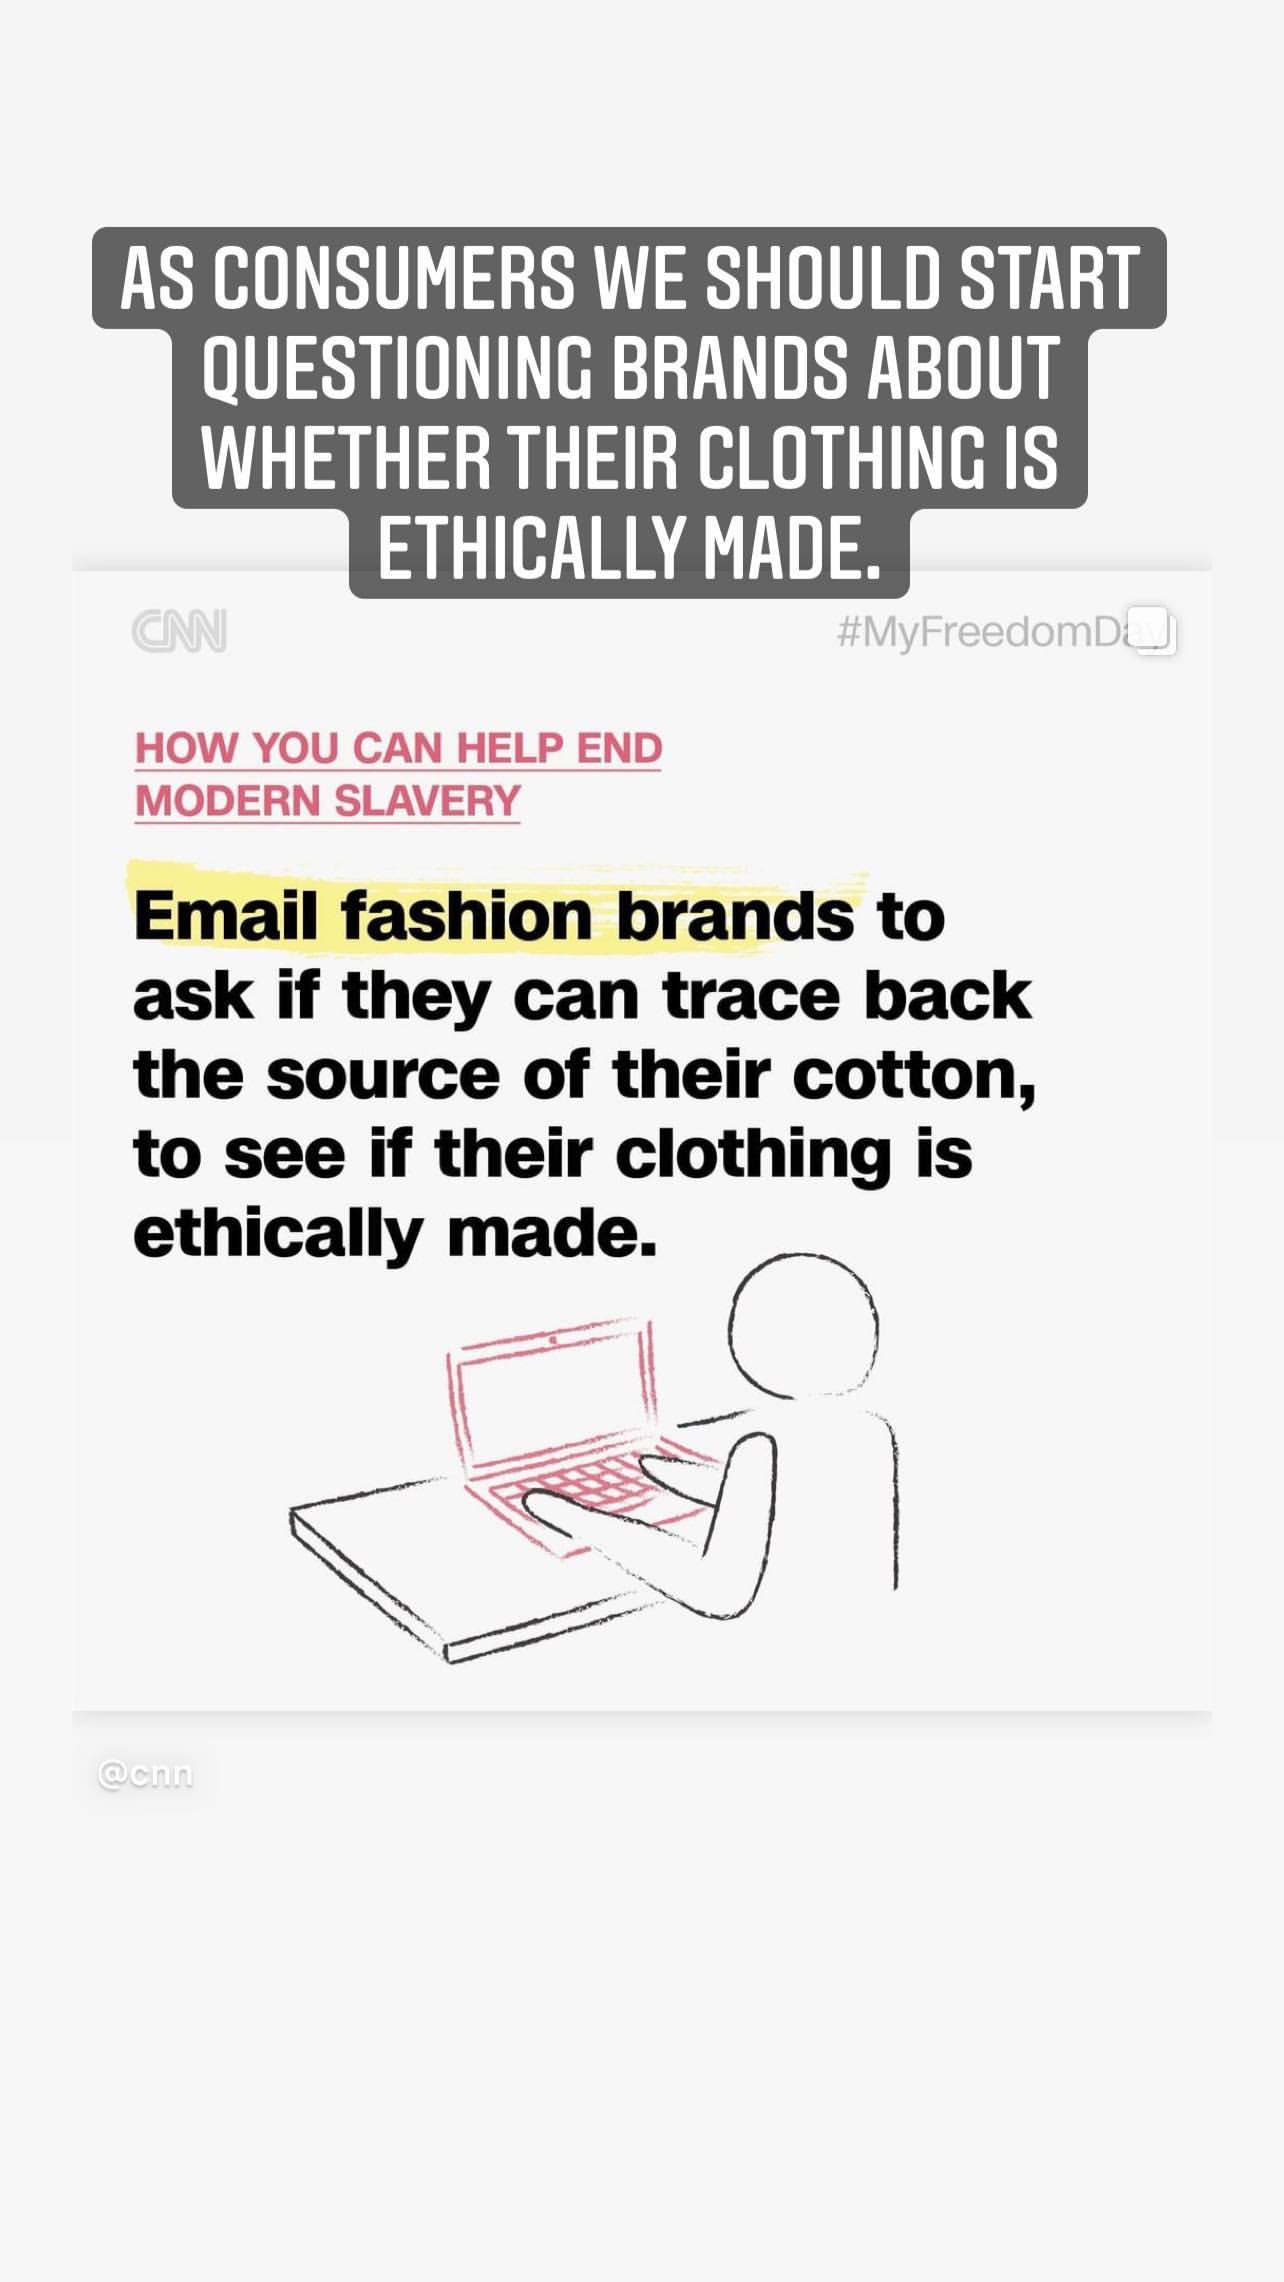 AS CONSUMERS WE SHOULD START
QUESTIONING BRANDS ABOUT
WHETHER THEIR CLOTHING IS
ETHICALLY MADE.
CNN
#MyFreedomDay
HOW YOU CAN HELP END
MODERN SLAVERY
Email fashion brands to
ask if they can trace back
the source of their cotton,
to see if their clothing is
ethically made.
@cnn